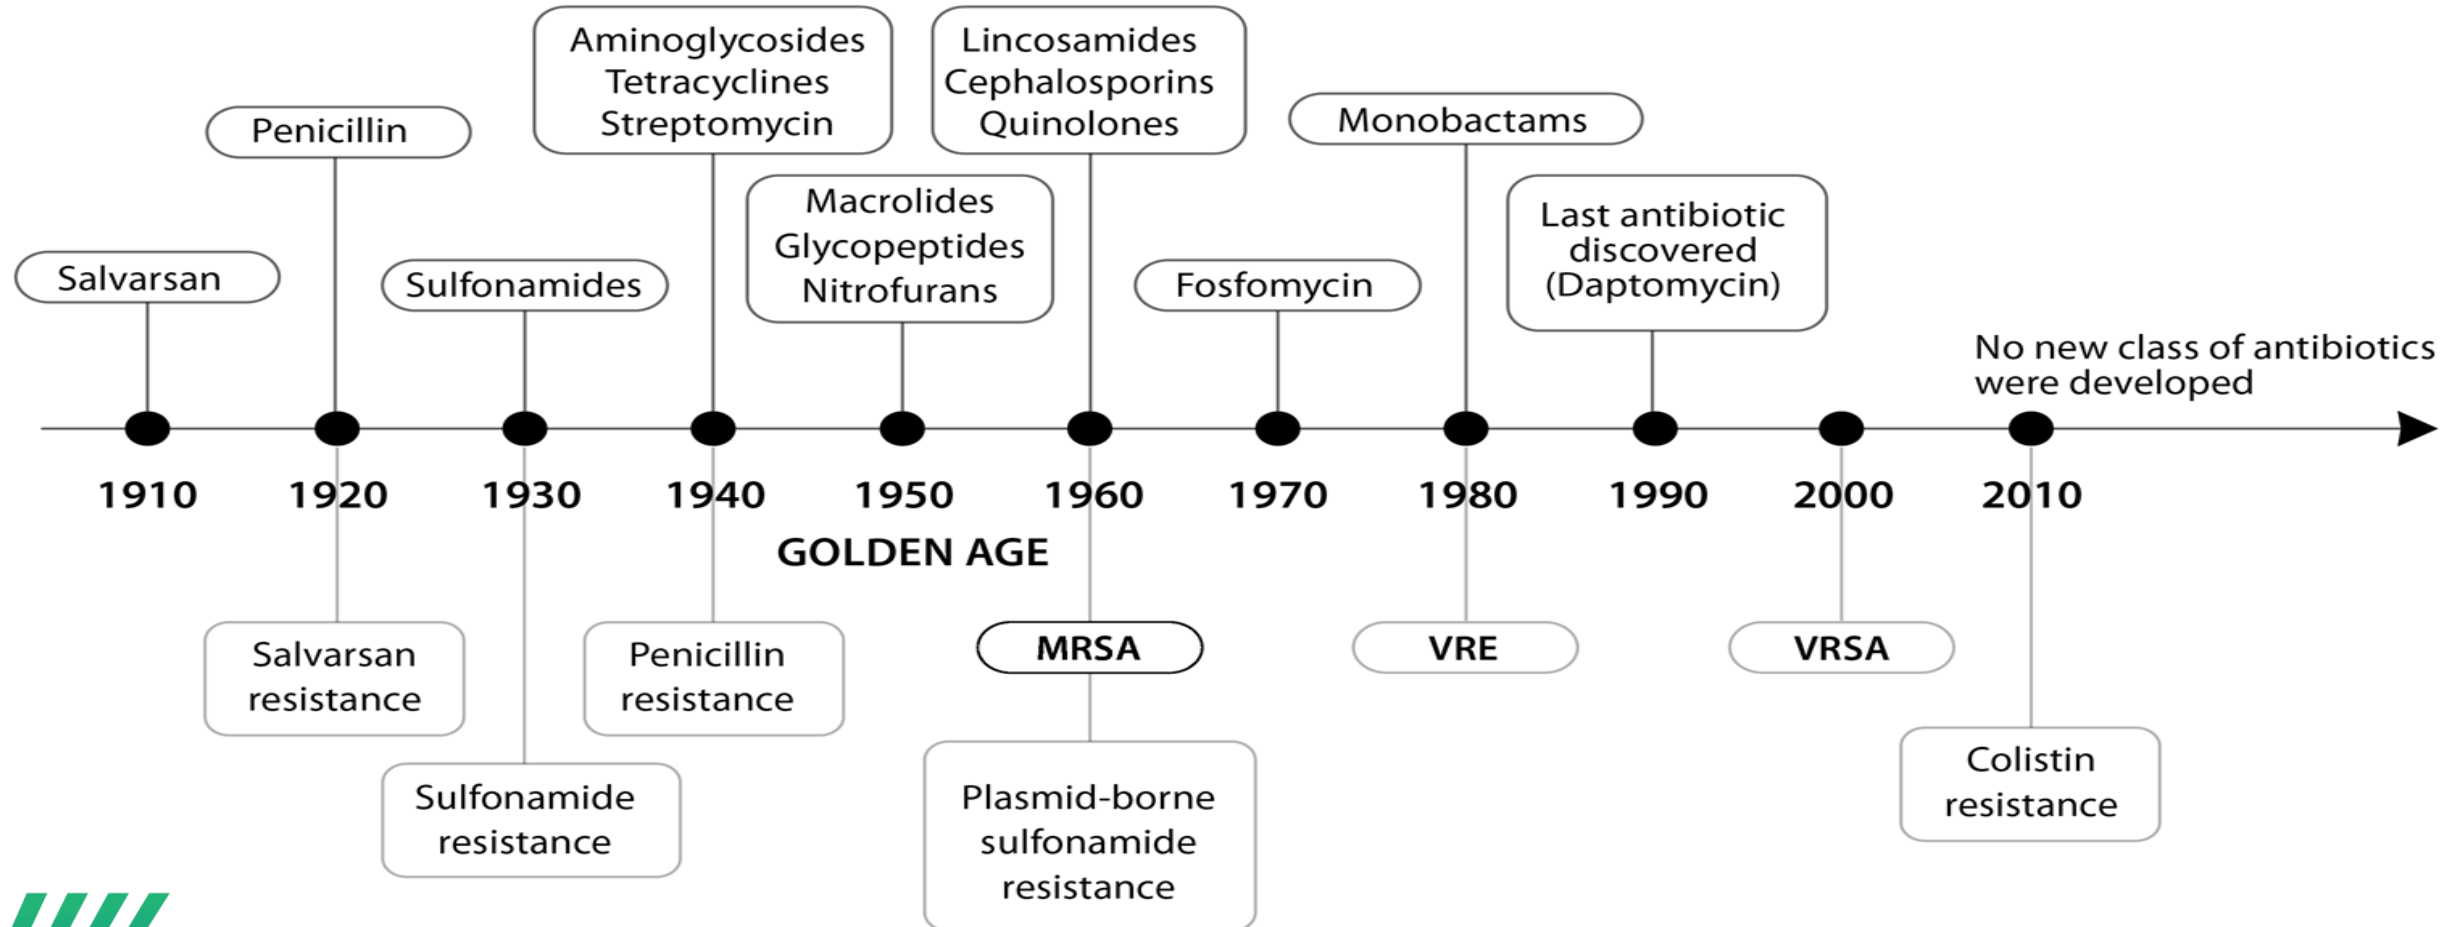 Salvarsan
Penicillin
Sulfonamides
Aminoglycosides
Tetracyclines
Streptomycin
Macrolides
Glycopeptides
Nitrofurans
Lincosamides
Cephalosporins
Quinolones
Fosfomycin
Monobactams
Last antibiotic
discovered
(Daptomycin)
No new class of antibiotics
were developed
1910 1920 1930 1940 1950 1960 1970 1980 1990 2000 2010
GOLDEN AGE
Salvarsan
resistance
Sulfonamide
resistance
Penicillin
resistance
MRSA
Plasmid-borne
sulfonamide
resistance
VRE
VRSA
Colistin
resistance